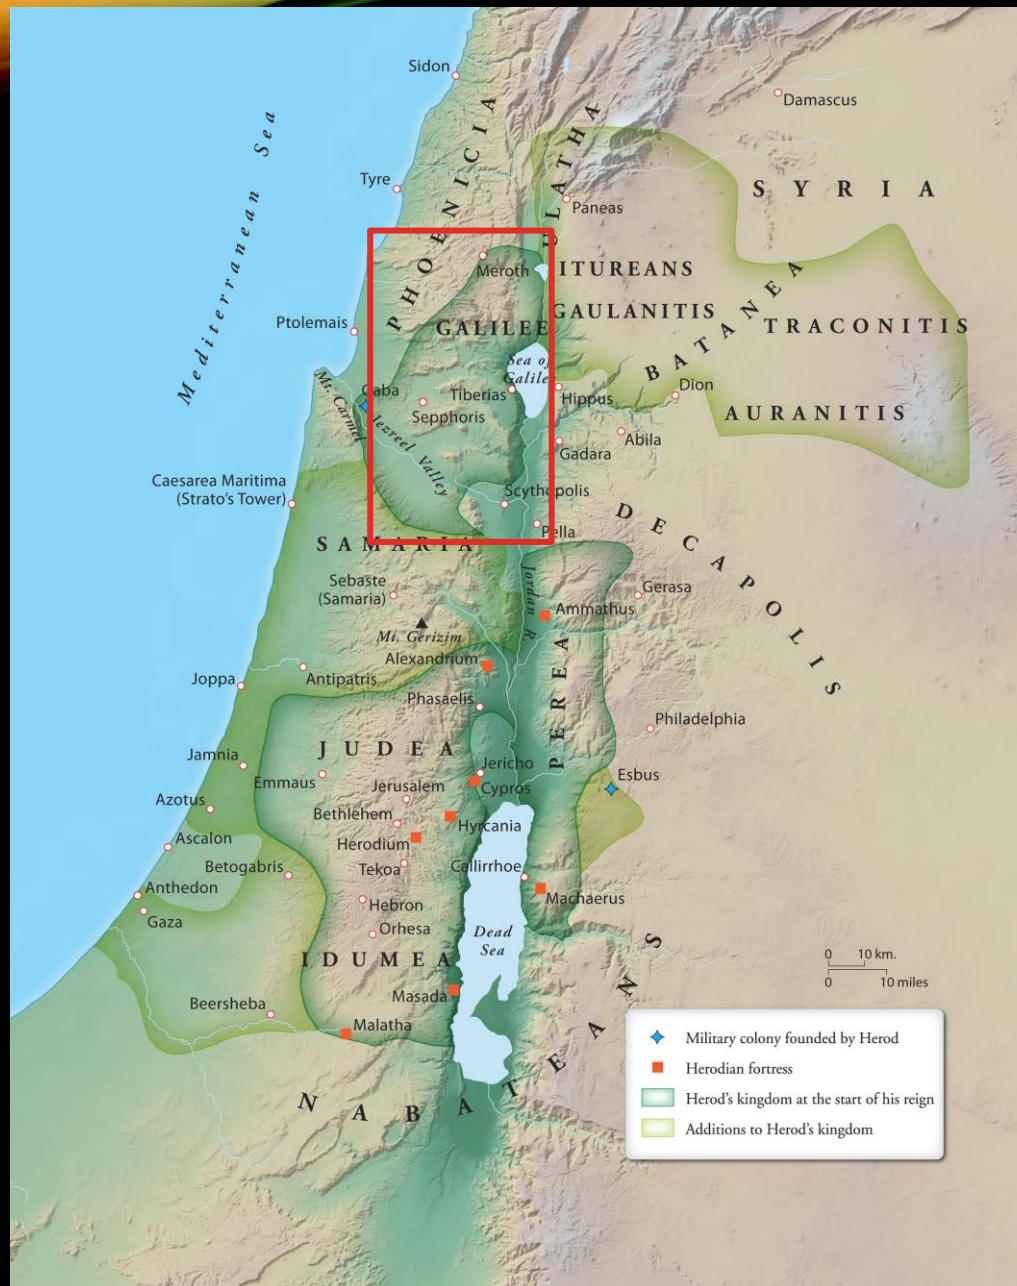 Sidon
Damascus
Mediterranean Sea
PHOENICIA
ULATHA
SYRIA
Tyre
Paneas
Meroth
ITUREANS
GAULANITIS
BATANEA
TRACONITIS
Ptolemais
GALILEE
Sea of
Galilee
Mt. Carmel
Gaba
Tiberias
Hippus
Dion
Sepphoris
AURANITIS
Jezreel Valley
Abila
Gadara
Caesarea Maritima
(Strato's Tower)
Scythopolis
Pella
DECAPOLIS
SAMARIA
Jordan R.
Sebaste
(Samaria)
Gerasa
Ammathus
Mt. Gerizim
Alexandrium
PEREA
Joppa
Antipatris
Phasaelis
Philadelphia
JUDEA
Jamnia
Emmaus
Jericho
Esbus
Cypros
Jerusalem
Azotus
Bethlehem
Hyrcania
Ascalon
Herodium
Betogabris
Tekoa
Callirrhoe
Anthedon
Machaerus
Gaza
Hebron
Orhesa
Dead
Sea
IDUMEA
10 km.
0
0
10 miles
Masada
Beersheba
Malatha
NABATEANS
Military colony founded by Herod
Herodian fortress
Herod's kingdom at the start of his reign
Additions to Herod's kingdom